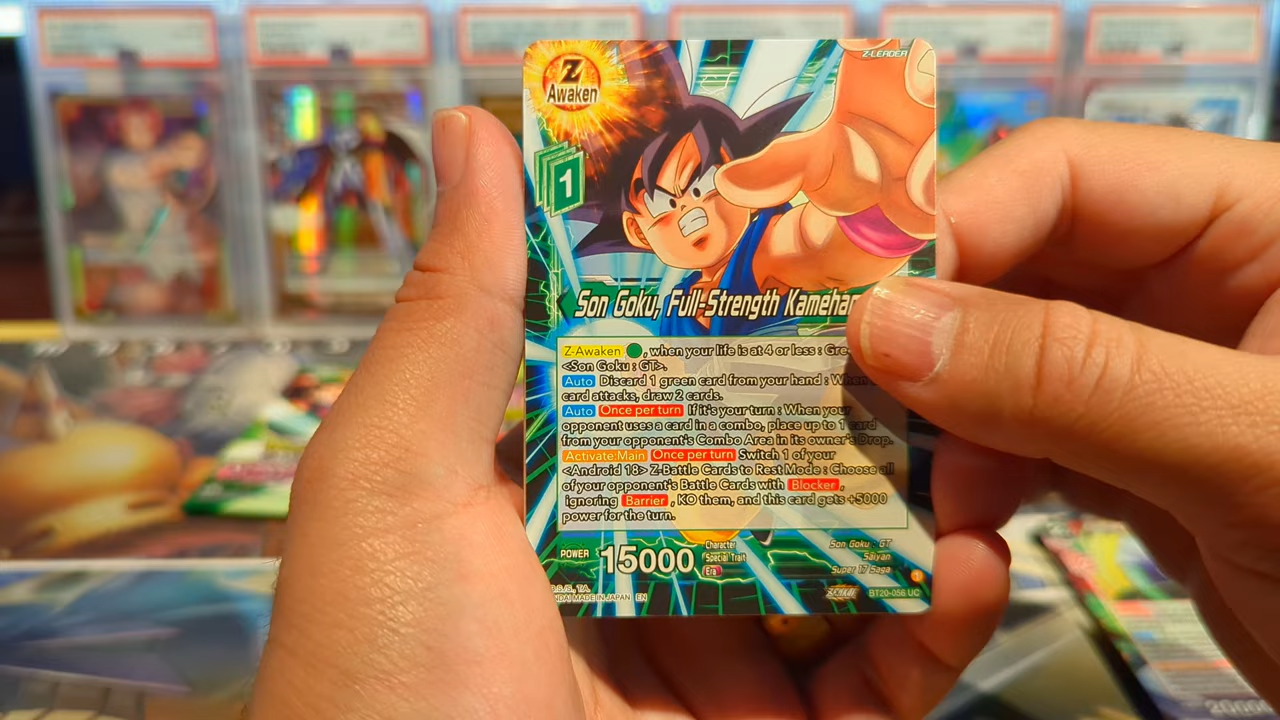 Z
Awaken
Z-LEADER
1
Son Goku, Full-Strength Kameha
Z-Awaken , when your life is at 4 or less : Gre
<Son Goku : GT>.
Auto Discard 1 green card from your hand : When
card attacks, draw 2 cards.
Auto Once per turn If it's your turn : When your
opponent uses a card in a combo, place up to 1 card
from your opponent's Combo Area in its owner's Drop.
Activate:Main Once per turn Switch 1 of your
<Android 18> Z-Battle Cards to Rest Mode : Choose all
of your opponent's Battle Cards with Blocker ,
ignoring Barrier , KO them, and this card gets +5000
power for the turn.
POWER 15000
Character Son Goku : GT
Special Trait Saiyan
Era Super 17 Saga
B.S./S., TA.
NDAI MADE IN JAPAN EN
BT20-056 UC
20000